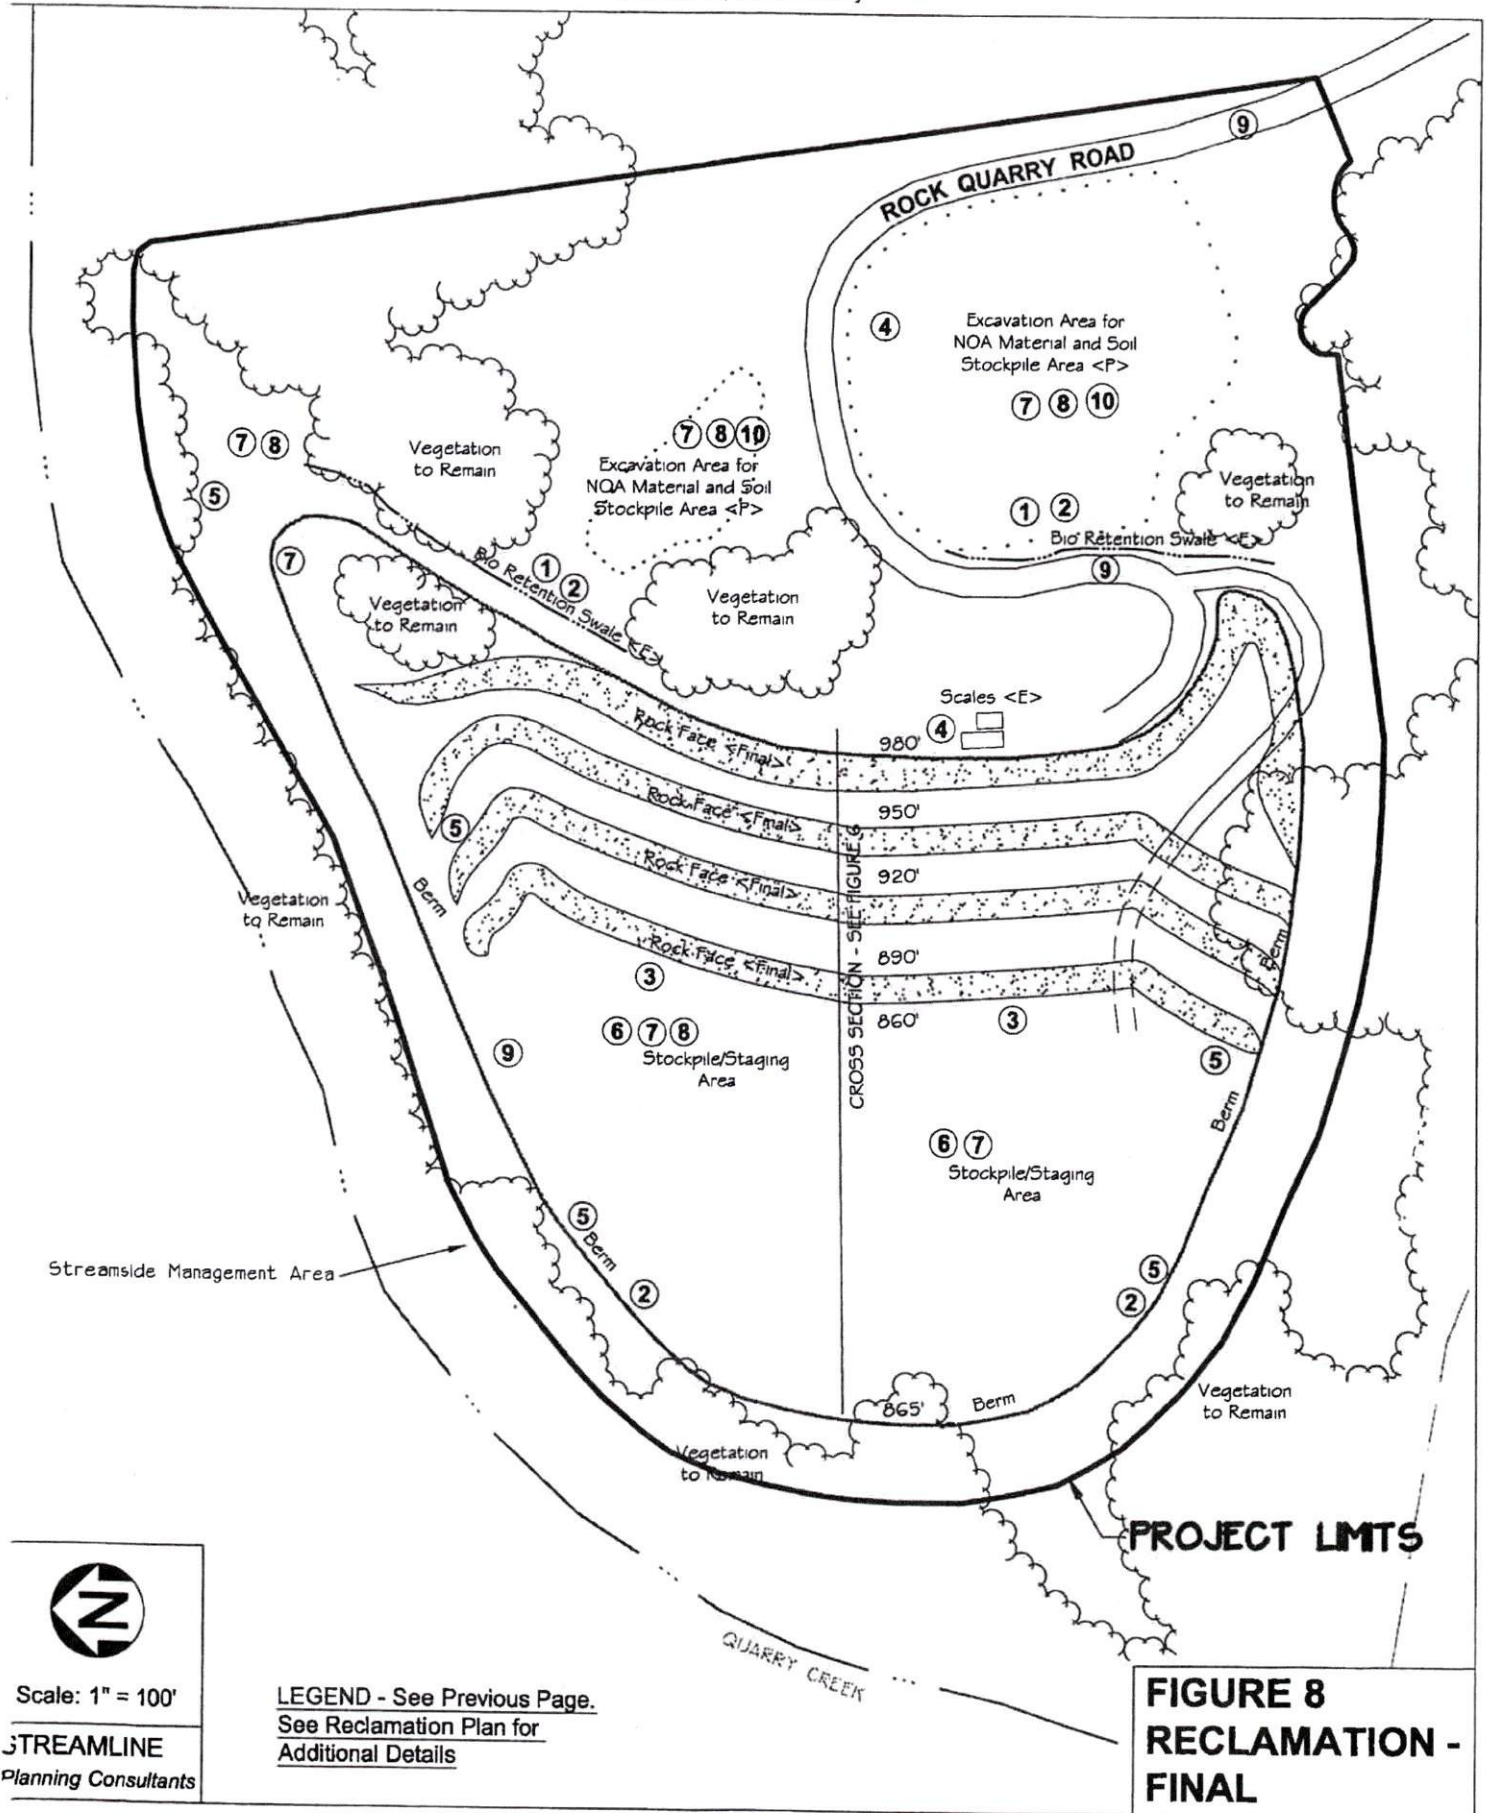 9
ROCK QUARRY ROAD
4
Excavation Area for
NOA Material and Soil
Stockpile Area <P>
7 8 10
7 8
Vegetation
to Remain
7 8 10
Excavation Area for
NOA Material and Soil
Stockpile Area <P>
Vegetation
to Remain
5
1 2
Bio Retention Swale <E>
9
7
1
2
Bio Retention Swale <E>
Vegetation
to Remain
Vegetation
to Remain
Scales <E>
4
980'
Rock Face <Final>
950'
Rock Face <Final>
5
920'
Rock Face <Final>
Berm
Vegetation
to Remain
890'
Rock Face <Final>
Berm
3
860'
3
CROSS SECTION - SEE FIGURE 6
6 7 8
Stockpile/Staging
Area
9
5
Berm
6 7
Stockpile/Staging
Area
5
Berm
2
5
2
Streamside Management Area
865'
Berm
Vegetation
to Remain
Vegetation
to Remain
PROJECT LIMITS
QUARRY CREEK
N
Scale: 1" = 100'
STREAMLINE
Planning Consultants
LEGEND - See Previous Page.
See Reclamation Plan for
Additional Details
FIGURE 8
RECLAMATION -
FINAL